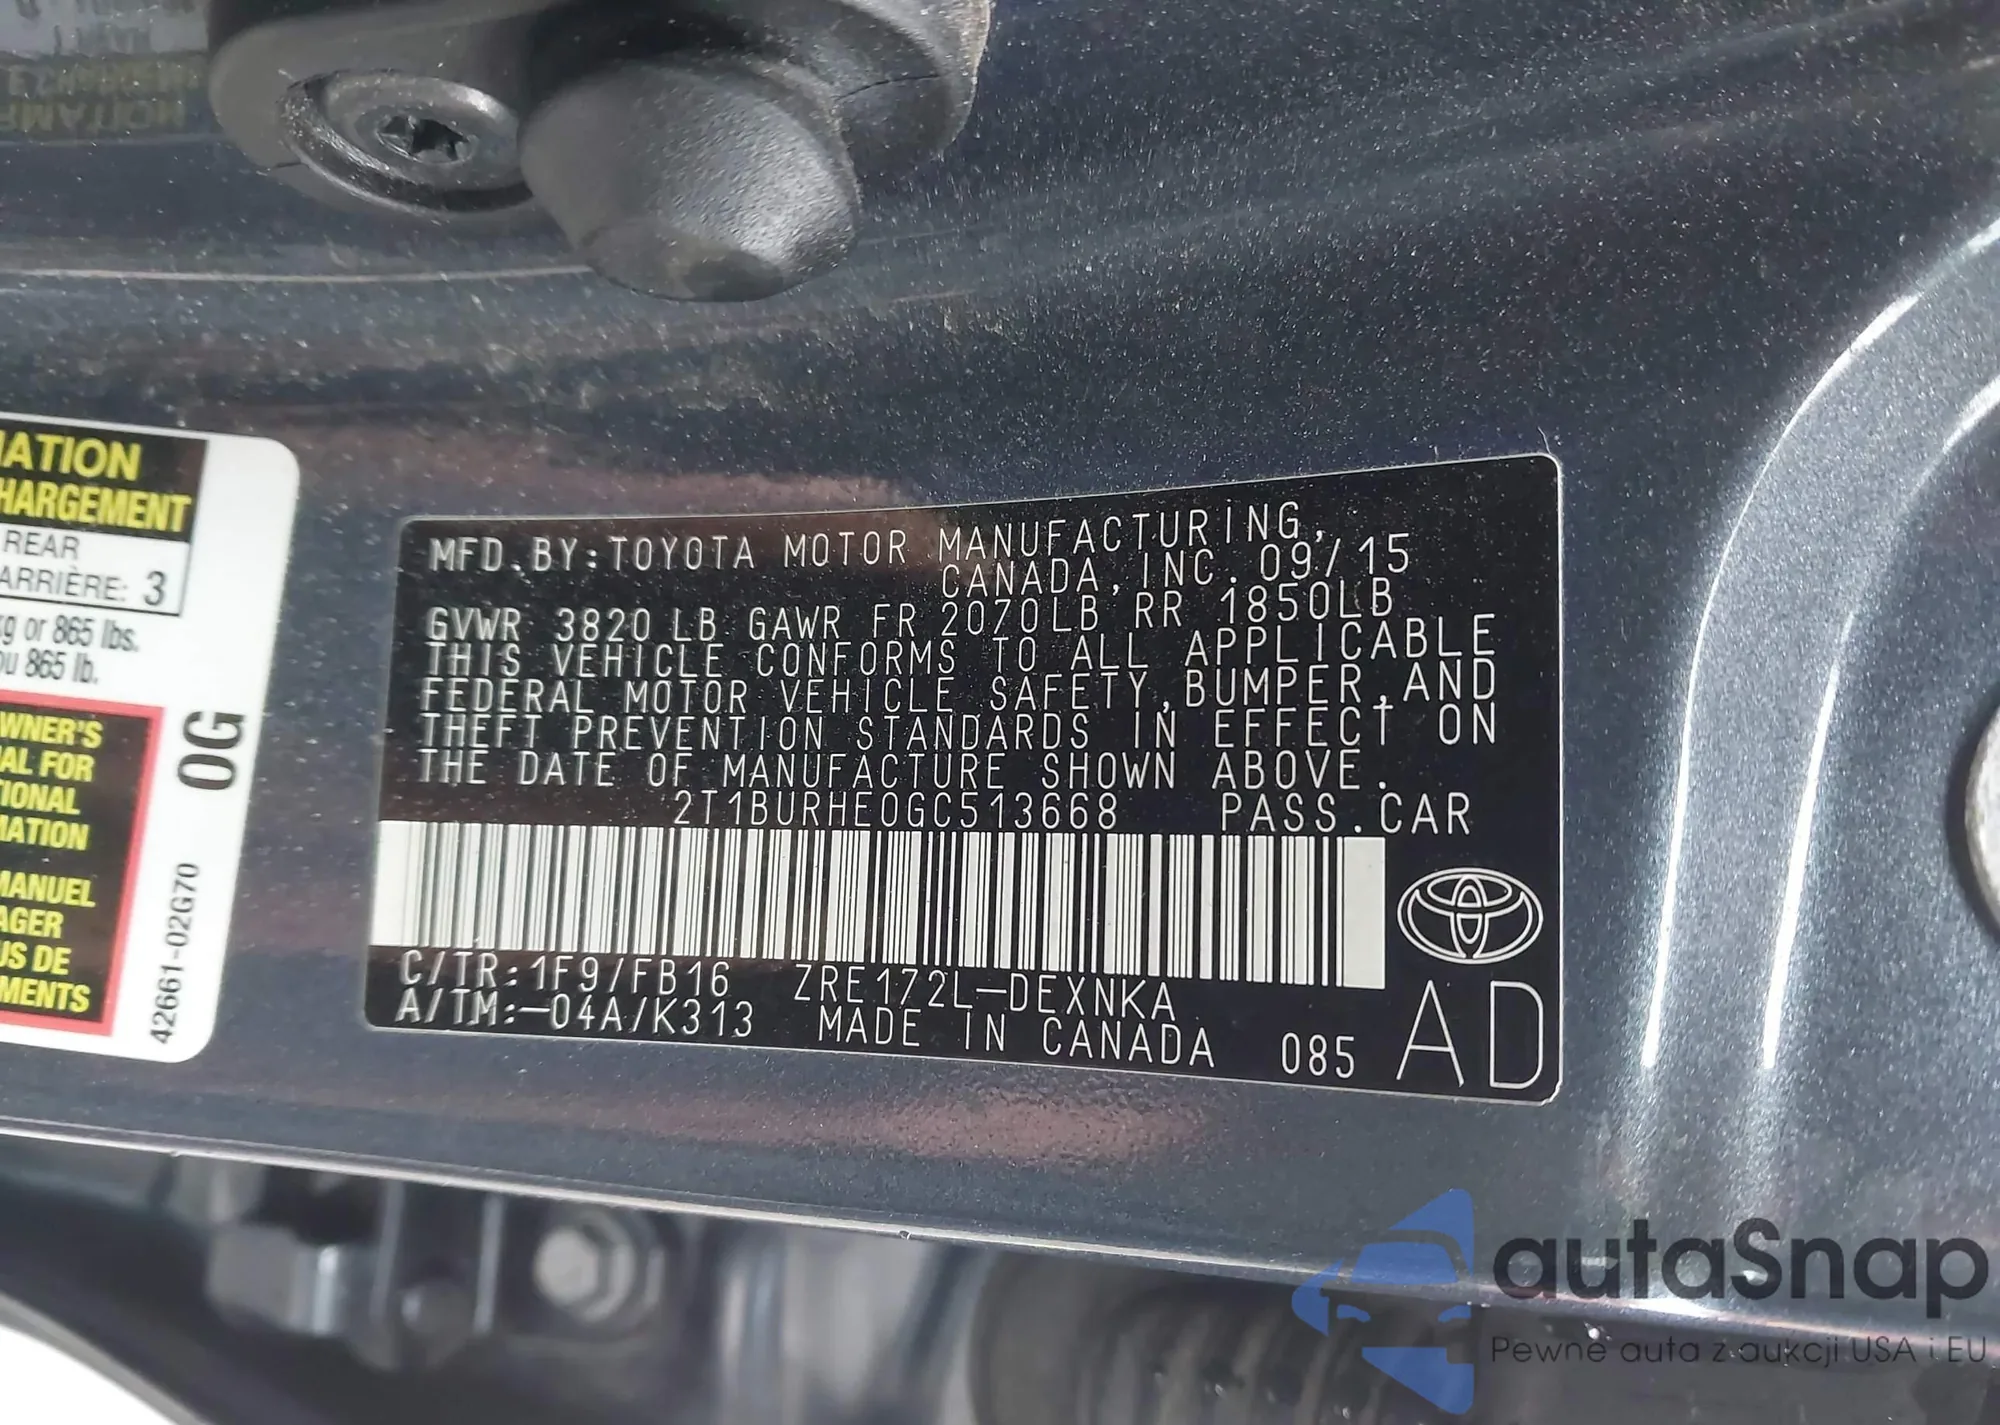 MATION
HARGEMENT
REAR
ARRIÈRE: 3
kg or 865 lbs.
ou 865 lb.
OWNER'S
AL FOR
TIONAL
MATION
MANUEL
AGER
US DE
MENTS
0G
42661-02G70
MFD.BY:TOYOTA MOTOR MANUFACTURING,
CANADA, INC. 09/15
GVWR 3820 LB GAWR FR 2070LB RR 1850LB
THIS VEHICLE CONFORMS TO ALL APPLICABLE
FEDERAL MOTOR VEHICLE SAFETY,BUMPER,AND
THEFT PREVENTION STANDARDS IN EFFECT ON
THE DATE OF MANUFACTURE SHOWN ABOVE.
2T1BURHE0GC513668 PASS.CAR
C/TR:1F9/FB16 ZRE172L-DEXNKA
A/TM:-04A/K313 MADE IN CANADA 085
AD
autaSnap
Pewne auta z aukcji USA i EU